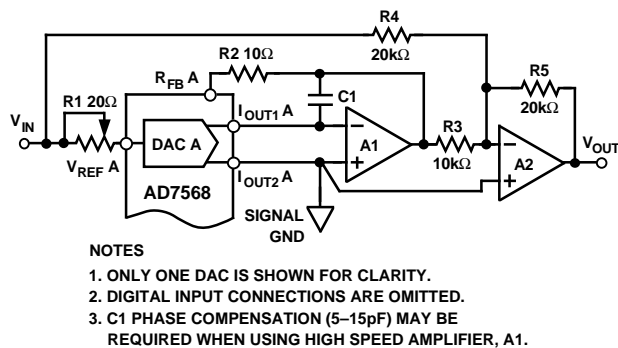 R4
20kΩ
R2 10Ω
R5
20kΩ
RFB A
C1
R1 20Ω
IOUT1 A
VIN
R3
10kΩ
VOUT
DAC A
A1
A2
VREF A
IOUT2 A
AD7568
SIGNAL
GND
NOTES
1. ONLY ONE DAC IS SHOWN FOR CLARITY.
2. DIGITAL INPUT CONNECTIONS ARE OMITTED.
3. C1 PHASE COMPENSATION (5–15pF) MAY BE
REQUIRED WHEN USING HIGH SPEED AMPLIFIER, A1.